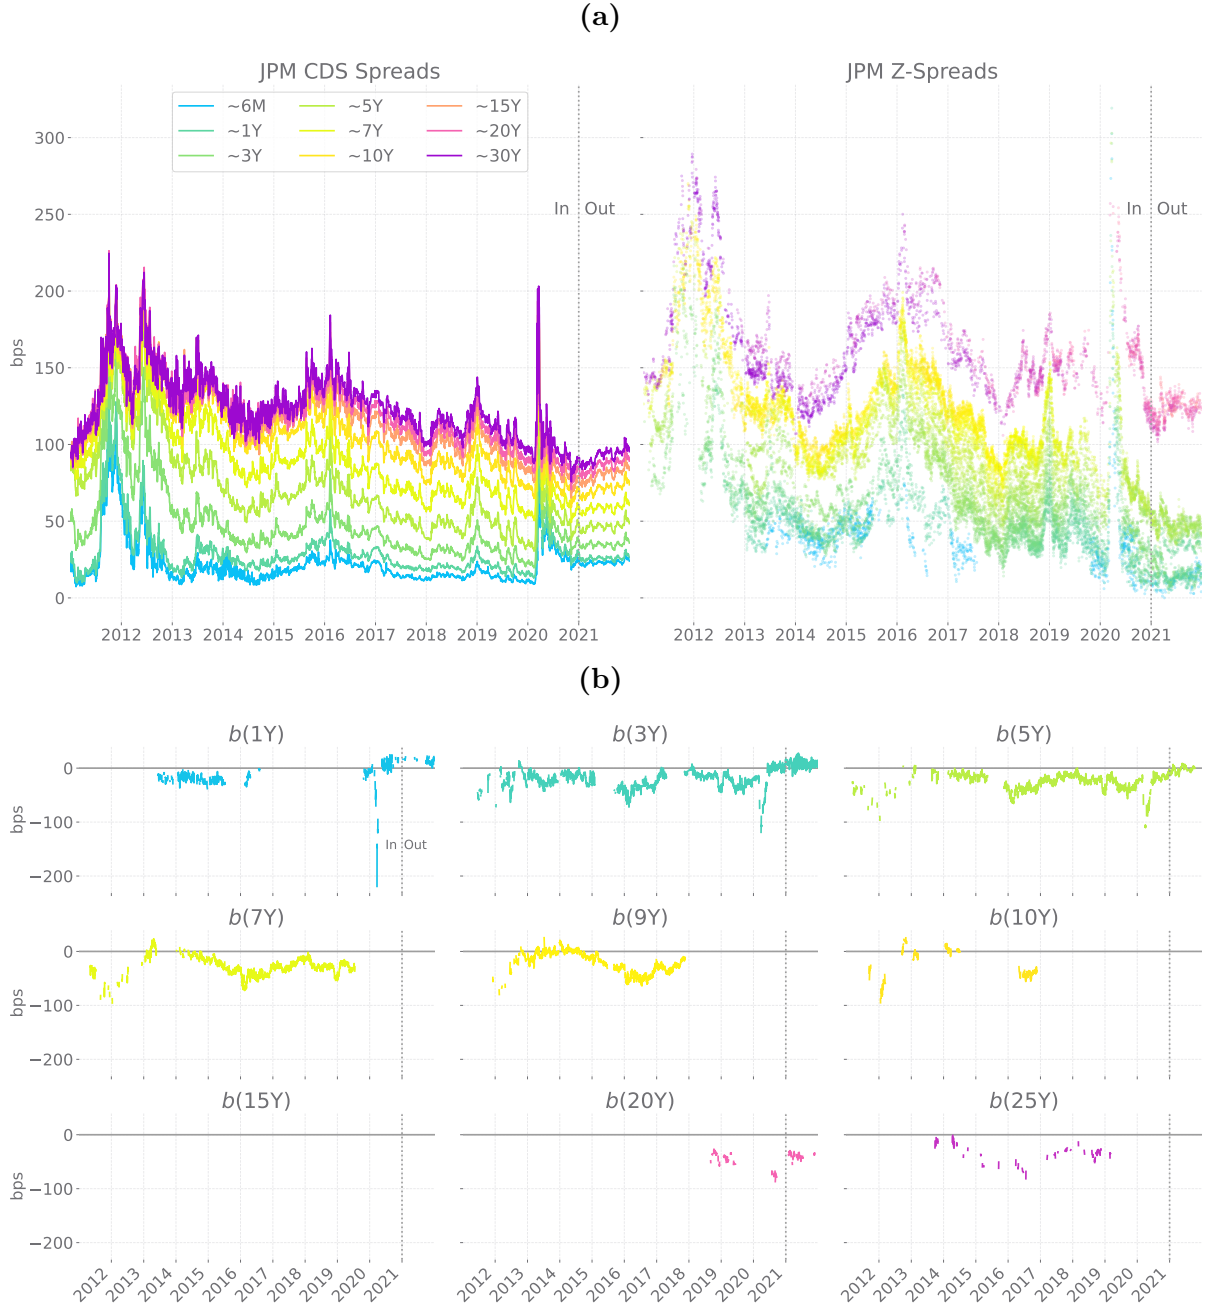 (a)
JPM CDS Spreads
JPM Z-Spreads
~6M ~5Y ~15Y
~1Y ~7Y ~20Y
~3Y ~10Y ~30Y
300
250
200
150
100
50
0
bps
In Out
In Out
2012 2013 2014 2015 2016 2017 2018 2019 2020 2021
2012 2013 2014 2015 2016 2017 2018 2019 2020 2021
(b)
b(1Y) b(3Y) b(5Y)
0
−100
−200
bps
In Out
b(7Y) b(9Y) b(10Y)
0
−100
−200
bps
b(15Y) b(20Y) b(25Y)
0
−100
−200
bps
2012 2013 2014 2015 2016 2017 2018 2019 2020 2021
2012 2013 2014 2015 2016 2017 2018 2019 2020 2021
2012 2013 2014 2015 2016 2017 2018 2019 2020 2021